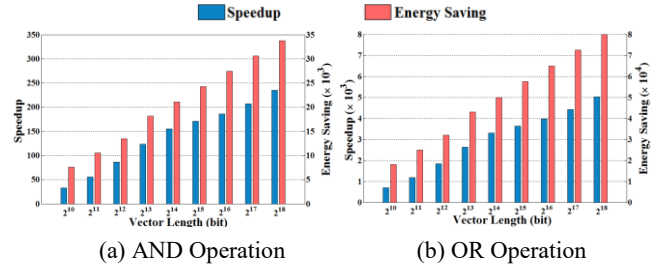 Speedup Energy Saving
350 35 8 8
300 30 7 7
250 25 6 6
200 20 5 5
150 15 4 4
100 10 3 3
50 5 2 2
0 0 1 1
0 0
Speedup
Energy Saving (× 10³)
Speedup (× 10³)
Energy Saving (× 10⁴)
2¹⁰ 2¹¹ 2¹² 2¹³ 2¹⁴ 2¹⁵ 2¹⁶ 2¹⁷ 2¹⁸
Vector Length (bit)
2¹⁰ 2¹¹ 2¹² 2¹³ 2¹⁴ 2¹⁵ 2¹⁶ 2¹⁷ 2¹⁸
Vector Length (bit)
(a) AND Operation
(b) OR Operation